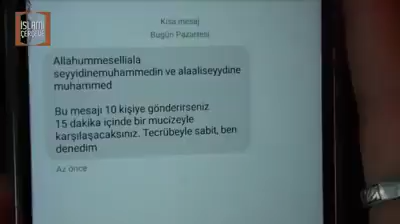 İSLAMİ
ÇERÇEVE
Kısa mesaj
Bugün Pazartesi
Allahummeselliala
seyyidinemuhammedin ve alaaliseyydine
muhammed
Bu mesajı 10 kişiye gönderirseniz
15 dakika içinde bir mucizeyle
karşılaşacaksınız. Tecrübeyle sabit, ben
denedim
Az önce